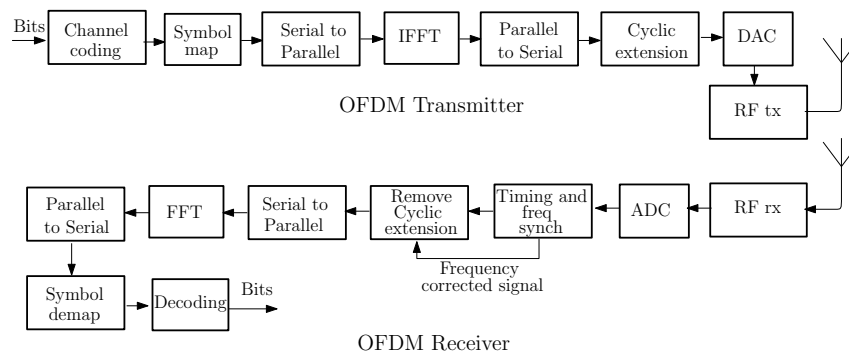 Bits
Channel
coding
Symbol
map
Serial to
Parallel
IFFT
Parallel
to Serial
Cyclic
extension
DAC
RF tx
OFDM Transmitter
Parallel
to Serial
FFT
Serial to
Parallel
Remove
Cyclic
extension
Timing and
freq
synch
ADC
RF rx
Frequency
corrected signal
Symbol
demap
Decoding
Bits
OFDM Receiver